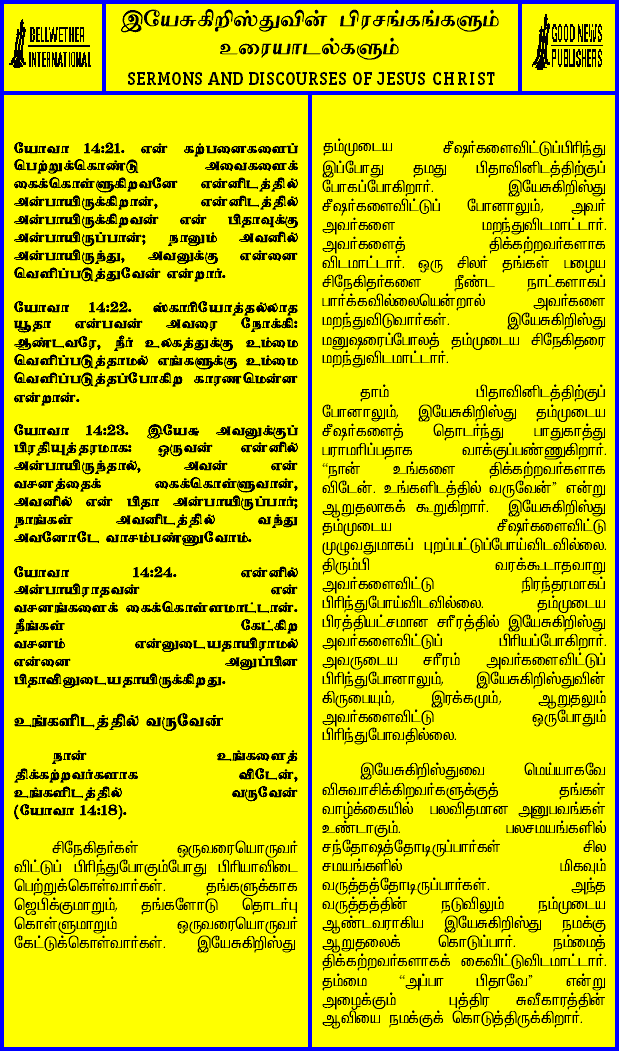 BELLWETHER
INTERNATIONAL
இயேசுகிறிஸ்துவின் பிரசங்கங்களும்
உரையாடல்களும்
SERMONS AND DISCOURSES OF JESUS CHRIST
GOOD NEWS
PUBLISHERS
யோவா 14:21. என் கற்பனைகளைப்
பெற்றுக்கொண்டு அவைகளைக்
கைக்கொள்ளுகிறவனே என்னிடத்தில்
அன்பாயிருக்கிறான், என்னிடத்தில்
அன்பாயிருக்கிறவன் என் பிதாவுக்கு
அன்பாயிருப்பான்; நானும் அவனில்
அன்பாயிருந்து, அவனுக்கு என்னை
வெளிப்படுத்துவேன் என்றார்.
யோவா 14:22. ஸ்காரியோத்தல்லாத
யூதா என்பவன் அவரை நோக்கி:
ஆண்டவரே, நீர் உலகத்துக்கு உம்மை
வெளிப்படுத்தாமல் எங்களுக்கு உம்மை
வெளிப்படுத்தப்போகிற காரணமென்ன
என்றான்.
யோவா 14:23. இயேசு அவனுக்குப்
பிரதியுத்தரமாக: ஒருவன் என்னில்
அன்பாயிருந்தால், அவன் என்
வசனத்தைக் கைக்கொள்ளுவான்,
அவனில் என் பிதா அன்பாயிருப்பார்;
நாங்கள் அவனிடத்தில் வந்து
அவனோடே வாசம்பண்ணுவோம்.
யோவா 14:24. என்னில்
அன்பாயிராதவன் என்
வசனங்களைக் கைக்கொள்ளமாட்டான்.
நீங்கள் கேட்கிற
வசனம் என்னுடையதாயிராமல்
என்னை அனுப்பின
பிதாவினுடையதாயிருக்கிறது.
உங்களிடத்தில் வருவேன்
நான் உங்களைத்
திக்கற்றவர்களாக விடேன்,
உங்களிடத்தில் வருவேன்
(யோவா 14:18).
சிநேகிதர்கள் ஒருவரையொருவர்
விட்டுப் பிரிந்துபோகும்போது பிரியாவிடை
பெற்றுக்கொள்வார்கள். தங்களுக்காக
ஜெபிக்குமாறும், தங்களோடு தொடர்பு
கொள்ளுமாறும் ஒருவரையொருவர்
கேட்டுக்கொள்வார்கள். இயேசுகிறிஸ்து
தம்முடைய சீஷர்களைவிட்டுப்பிரிந்து
இப்போது தமது பிதாவினிடத்திற்குப்
போகப்போகிறார். இயேசுகிறிஸ்து
சீஷர்களைவிட்டுப் போனாலும், அவர்
அவர்களை மறந்துவிடமாட்டார்.
அவர்களைத் திக்கற்றவர்களாக
விடமாட்டார். ஒரு சிலர் தங்கள் பழைய
சிநேகிதர்களை நீண்ட நாட்களாகப்
பார்க்கவில்லையென்றால் அவர்களை
மறந்துவிடுவார்கள். இயேசுகிறிஸ்து
மனுஷரைப்போலத் தம்முடைய சிநேகிதரை
மறந்துவிடமாட்டார்.
தாம் பிதாவினிடத்திற்குப்
போனாலும், இயேசுகிறிஸ்து தம்முடைய
சீஷர்களைத் தொடர்ந்து பாதுகாத்து
பராமரிப்பதாக வாக்குப்பண்ணுகிறார்.
“நான் உங்களை திக்கற்றவர்களாக
விடேன். உங்களிடத்தில் வருவேன்” என்று
ஆறுதலாகக் கூறுகிறார். இயேசுகிறிஸ்து
தம்முடைய சீஷர்களைவிட்டு
முழுவதுமாகப் புறப்பட்டுப்போய்விடவில்லை.
திரும்பி வரக்கூடாதவாறு
அவர்களைவிட்டு நிரந்தரமாகப்
பிரிந்துபோய்விடவில்லை. தம்முடைய
பிரத்தியட்சமான சரீரத்தில் இயேசுகிறிஸ்து
அவர்களைவிட்டுப் பிரியப்போகிறார்.
அவருடைய சரீரம் அவர்களைவிட்டுப்
பிரிந்துபோனாலும், இயேசுகிறிஸ்துவின்
கிருபையும், இரக்கமும், ஆறுதலும்
அவர்களைவிட்டு ஒருபோதும்
பிரிந்துபோவதில்லை.
இயேசுகிறிஸ்துவை மெய்யாகவே
விசுவாசிக்கிறவர்களுக்குத் தங்கள்
வாழ்க்கையில் பலவிதமான அனுபவங்கள்
உண்டாகும். பலசமயங்களில்
சந்தோஷத்தோடிருப்பார்கள் சில
சமயங்களில் மிகவும்
வருத்தத்தோடிருப்பார்கள். அந்த
வருத்தத்தின் நடுவிலும் நம்முடைய
ஆண்டவராகிய இயேசுகிறிஸ்து நமக்கு
ஆறுதலைக் கொடுப்பார். நம்மைத்
திக்கற்றவர்களாகக் கைவிட்டுவிடமாட்டார்.
தம்மை “அப்பா பிதாவே” என்று
அழைக்கும் புத்திர சுவீகாரத்தின்
ஆவியை நமக்குக் கொடுத்திருக்கிறார்.